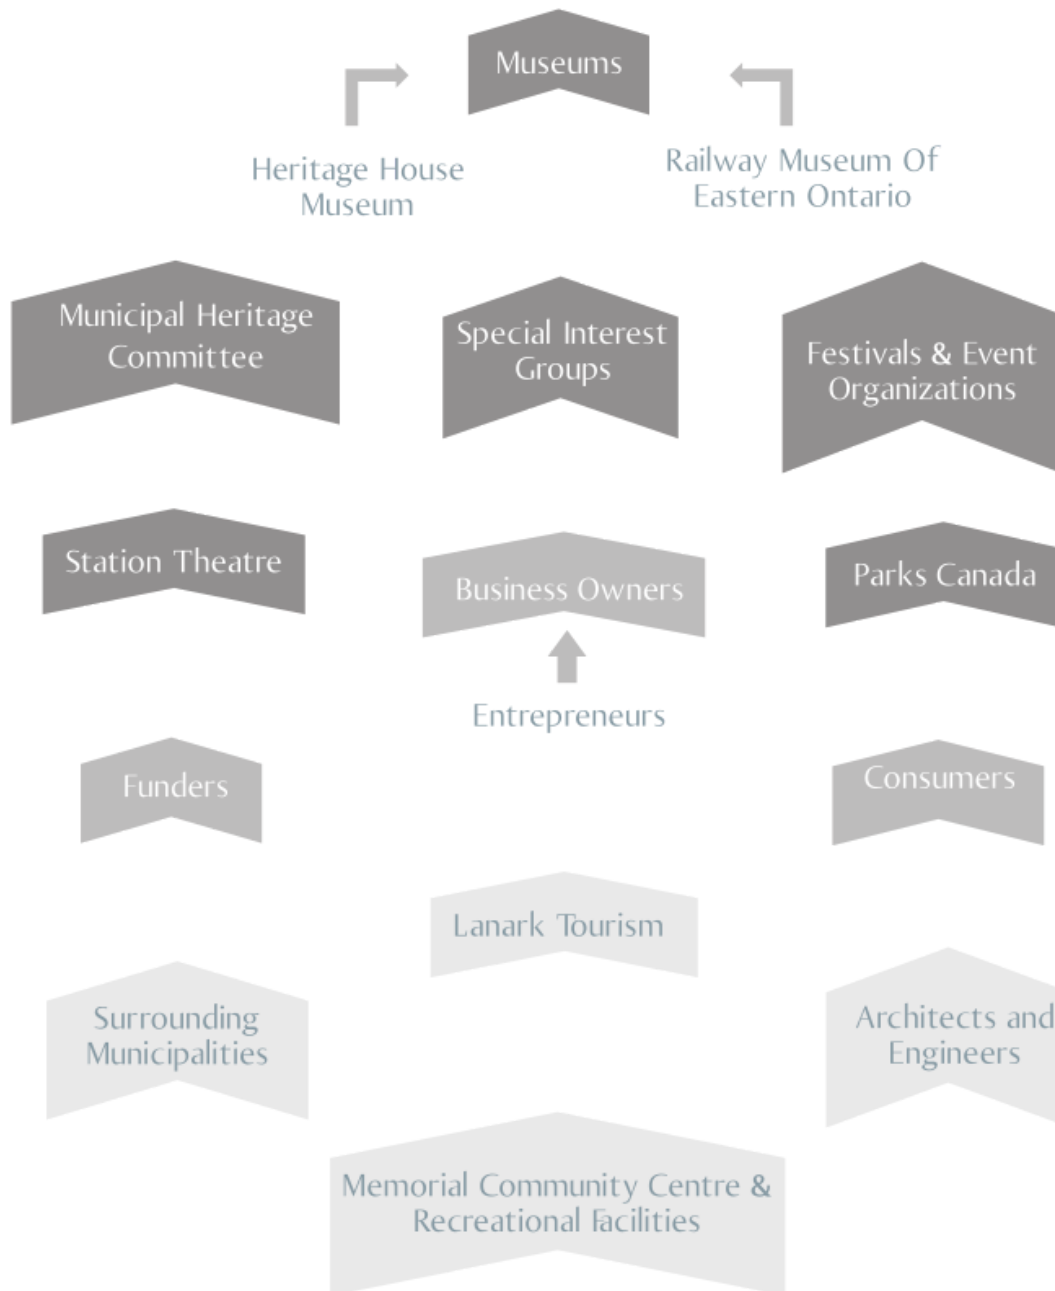 Museums
Heritage House
Museum
Railway Museum Of
Eastern Ontario
Municipal Heritage
Committee
Special Interest
Groups
Festivals & Event
Organizations
Station Theatre
Business Owners
Parks Canada
Entrepreneurs
Funders
Consumers
Lanark Tourism
Surrounding
Municipalities
Architects and
Engineers
Memorial Community Centre &
Recreational Facilities